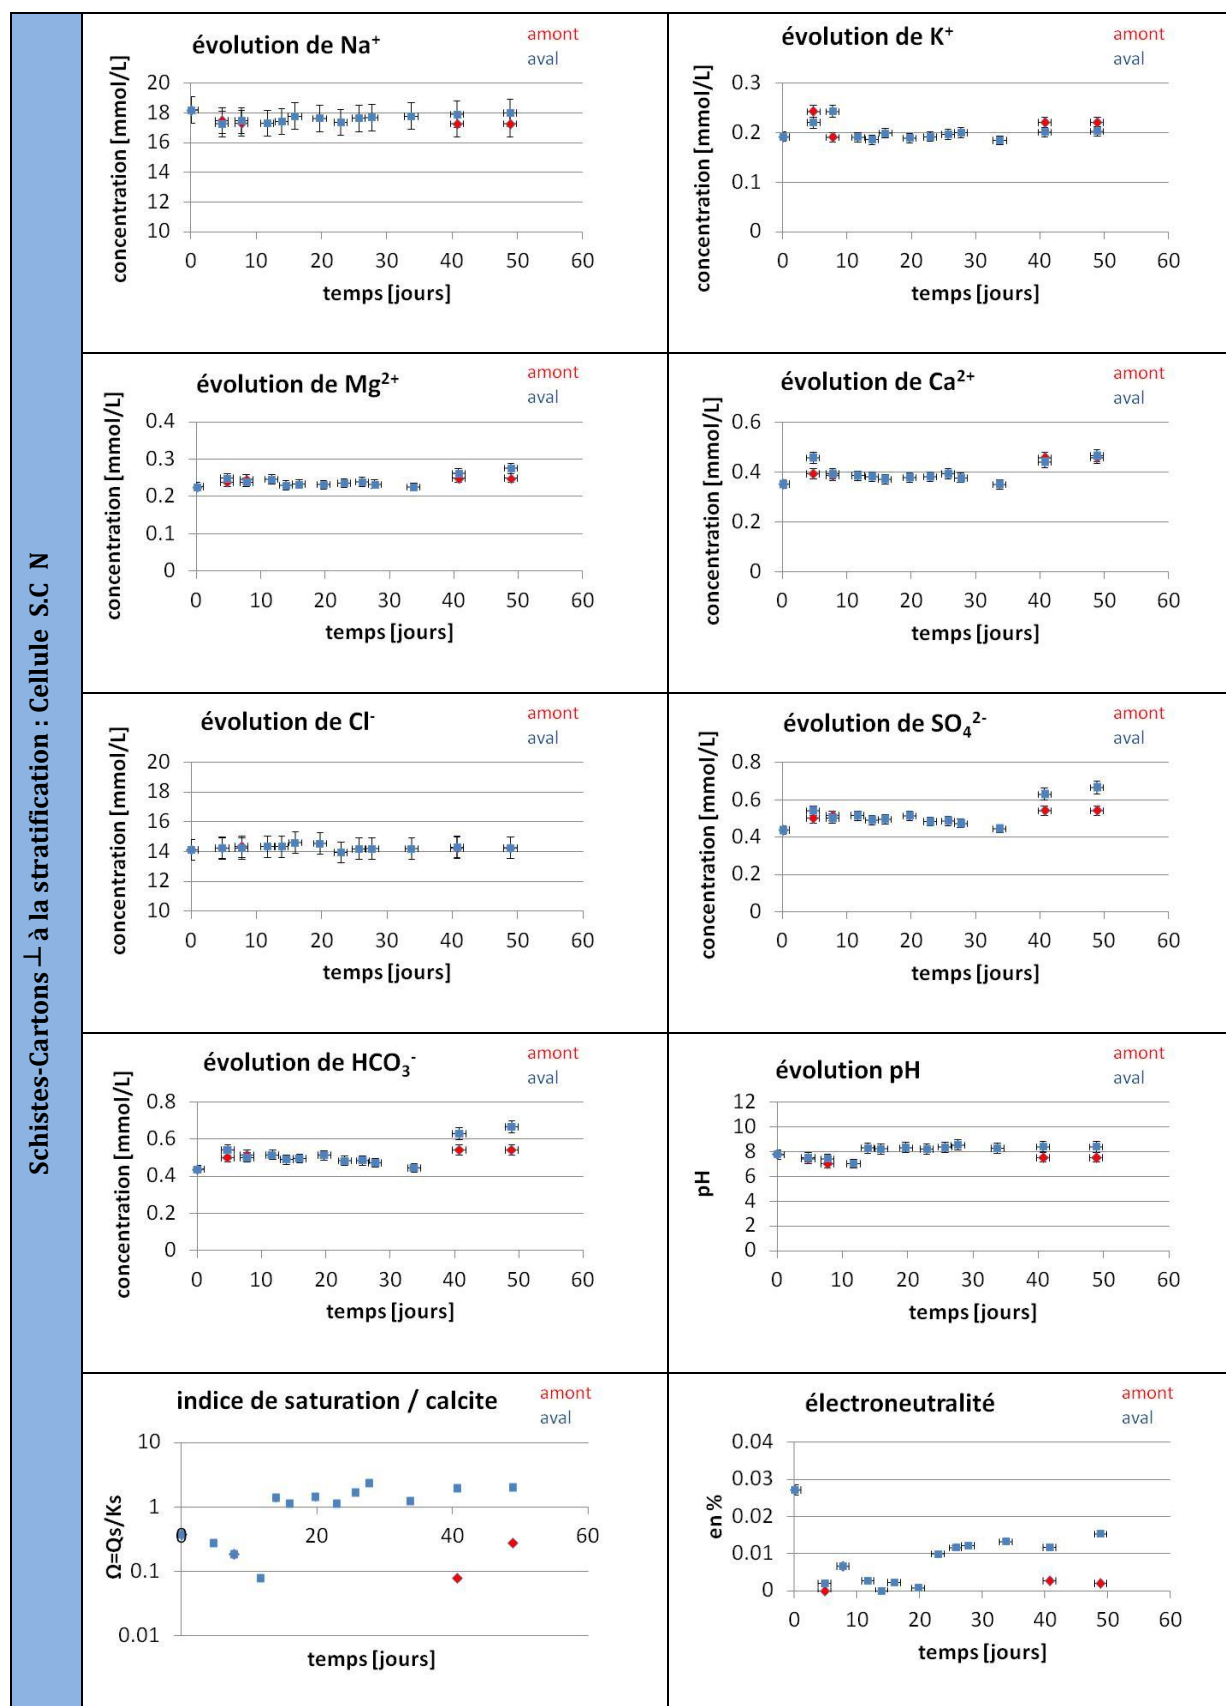 Schistes-Cartons ⊥ à la stratification : Cellule S.C N
évolution de Na⁺
amont
aval
concentration [mmol/L]
20
18
16
14
12
10
0 10 20 30 40 50 60
temps [jours]
évolution de K⁺
amont
aval
concentration [mmol/L]
0.3
0.2
0.1
0
0 10 20 30 40 50 60
temps [jours]
évolution de Mg²⁺
amont
aval
concentration [mmol/L]
0.4
0.3
0.2
0.1
0
0 10 20 30 40 50 60
temps [jours]
évolution de Ca²⁺
amont
aval
concentration [mmol/L]
0.6
0.4
0.2
0
0 10 20 30 40 50 60
temps [jours]
évolution de Cl⁻
amont
aval
concentration [mmol/L]
20
18
16
14
12
10
0 10 20 30 40 50 60
temps [jours]
évolution de SO₄²⁻
amont
aval
concentration [mmol/L]
0.8
0.6
0.4
0.2
0
0 10 20 30 40 50 60
temps [jours]
évolution de HCO₃⁻
amont
aval
concentration [mmol/L]
0.8
0.6
0.4
0.2
0
0 10 20 30 40 50 60
temps [jours]
évolution pH
amont
aval
pH
12
10
8
6
4
2
0
0 10 20 30 40 50 60
temps [jours]
indice de saturation / calcite
amont
aval
Ω=Qs/Ks
10
1
0.1
0.01
0 20 40 60
temps [jours]
électroneutralité
amont
aval
en %
0.04
0.03
0.02
0.01
0
0 10 20 30 40 50 60
temps [jours]